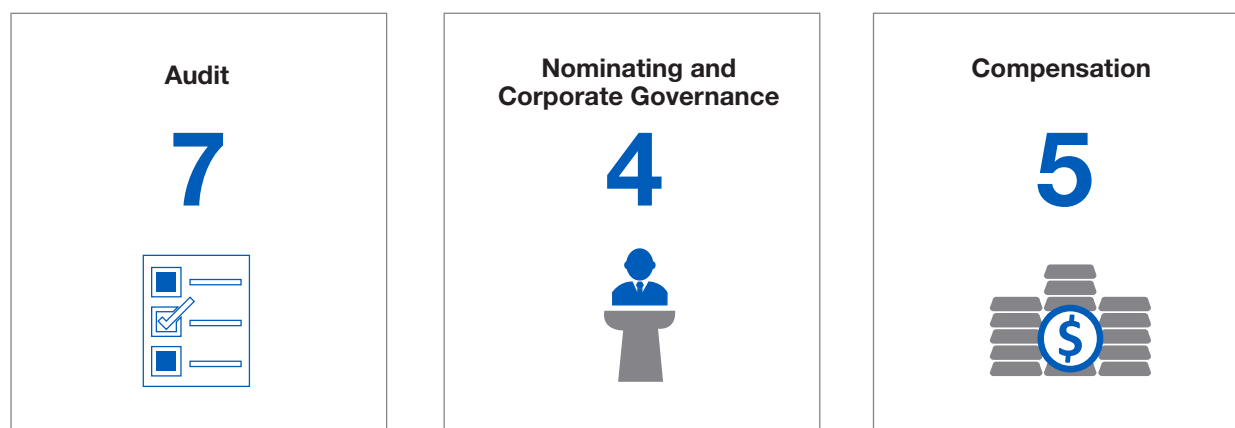 Audit
7
Nominating and
Corporate Governance
4
Compensation
5
$